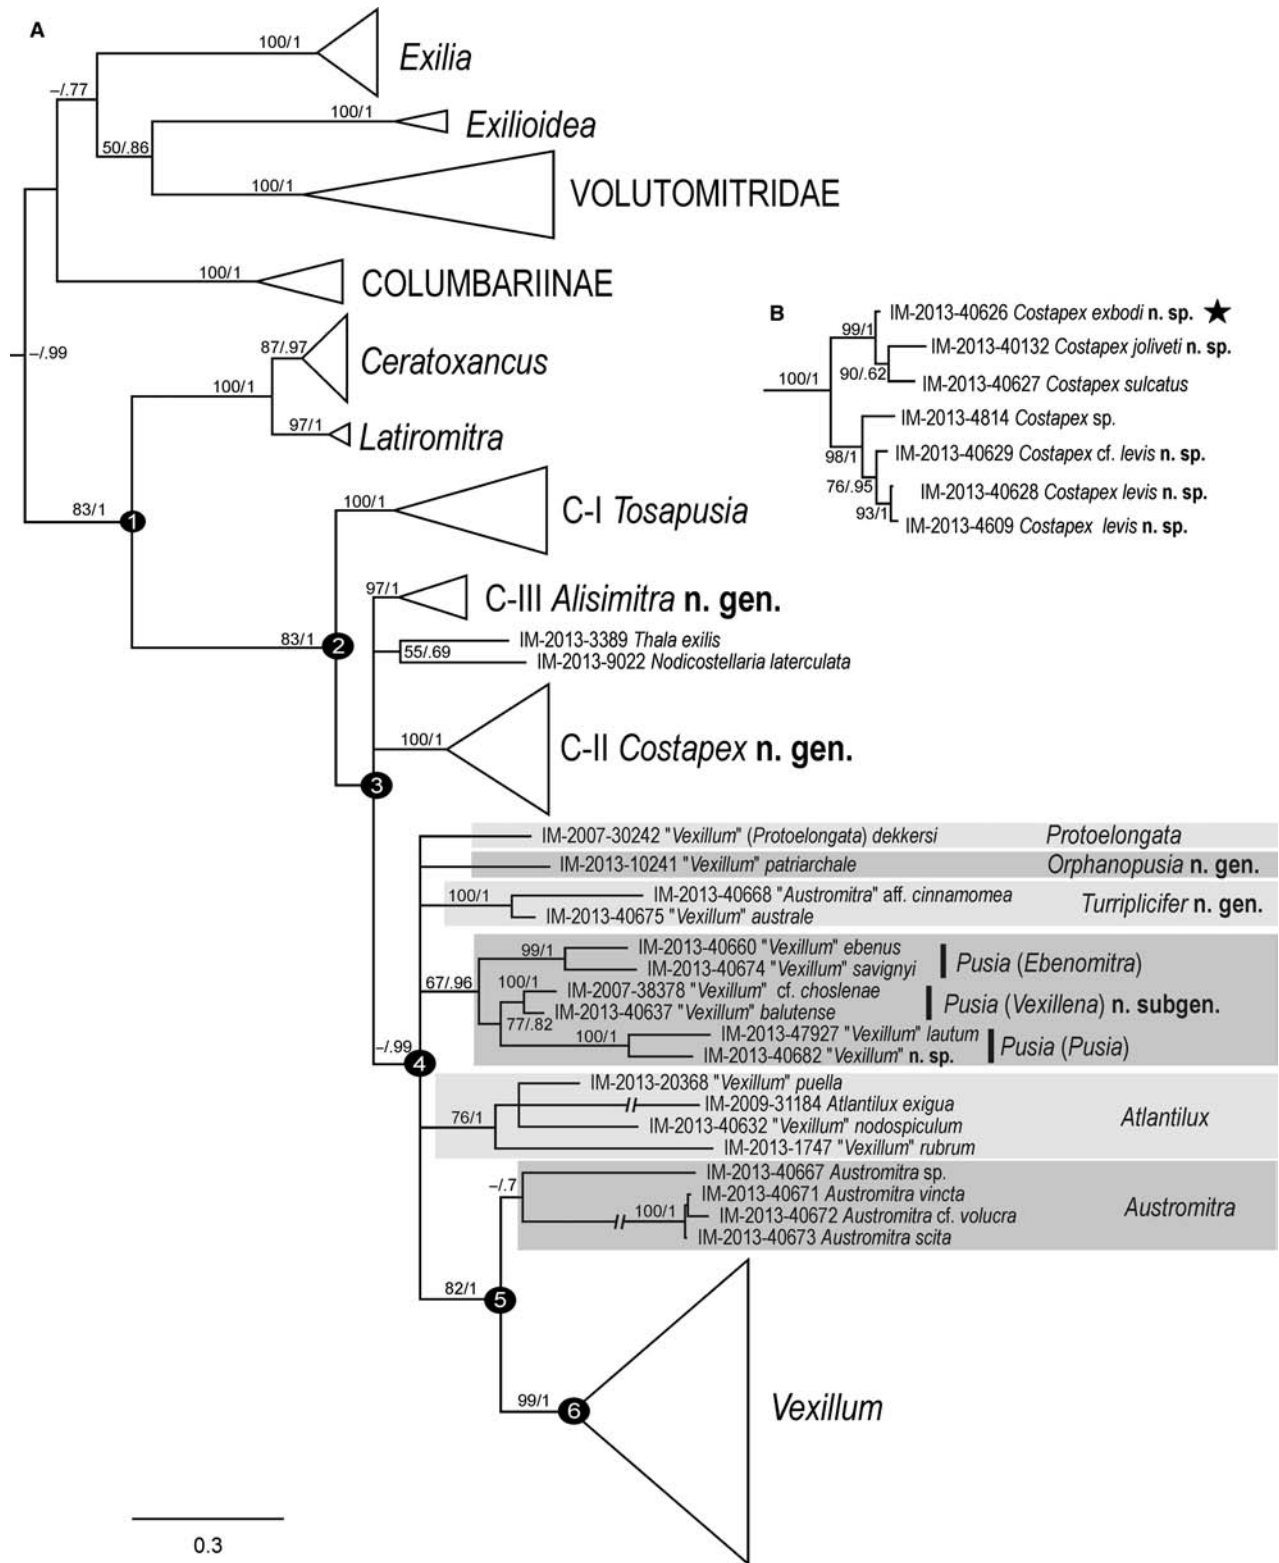 A
100/1
Exilia
–/.77
100/1
Exilioidea
50/.86
100/1
VOLUTOMITRIDAE
100/1
COLUMBARIINAE
–/.99
87/.97
Ceratoxancus
100/1
97/1
Latiromitra
83/1
1
B
IM-2013-40626 Costapex exbodi n. sp. ★
99/1
IM-2013-40132 Costapex joliveti n. sp.
90/.62
IM-2013-40627 Costapex sulcatus
100/1
IM-2013-4814 Costapex sp.
98/1
IM-2013-40629 Costapex cf. levis n. sp.
76/.95
IM-2013-40628 Costapex levis n. sp.
93/1
IM-2013-4609 Costapex levis n. sp.
100/1
C-I Tosapusia
97/1
C-III Alisimitra n. gen.
83/1
2
IM-2013-3389 Thala exilis
55/.69
IM-2013-9022 Nodicostellaria laterculata
100/1
C-II Costapex n. gen.
3
IM-2007-30242 "Vexillum" (Protoelongata) dekkersi Protoelongata
IM-2013-10241 "Vexillum" patriarchale Orphanopusia n. gen.
100/1
IM-2013-40668 "Austromitra" aff. cinnamomea
Turriplicifer n. gen.
IM-2013-40675 "Vexillum" australe
IM-2013-40660 "Vexillum" ebenus
99/1
Pusia (Ebenomitra)
IM-2013-40674 "Vexillum" savignyi
67/.96
100/1
IM-2007-38378 "Vexillum" cf. choslenae
Pusia (Vexillena) n. subgen.
IM-2013-40637 "Vexillum" balutense
77/.82
100/1
IM-2013-47927 "Vexillum" lautum
Pusia (Pusia)
IM-2013-40682 "Vexillum" n. sp.
–/.99
4
IM-2013-20368 "Vexillum" puella
IM-2009-31184 Atlantilux exigua
76/1
Atlantilux
IM-2013-40632 "Vexillum" nodospiculum
IM-2013-1747 "Vexillum" rubrum
IM-2013-40667 Austromitra sp.
–/.7
IM-2013-40671 Austromitra vincta
Austromitra
100/1
IM-2013-40672 Austromitra cf. volucra
IM-2013-40673 Austromitra scita
82/1
5
99/1
6
Vexillum
0.3